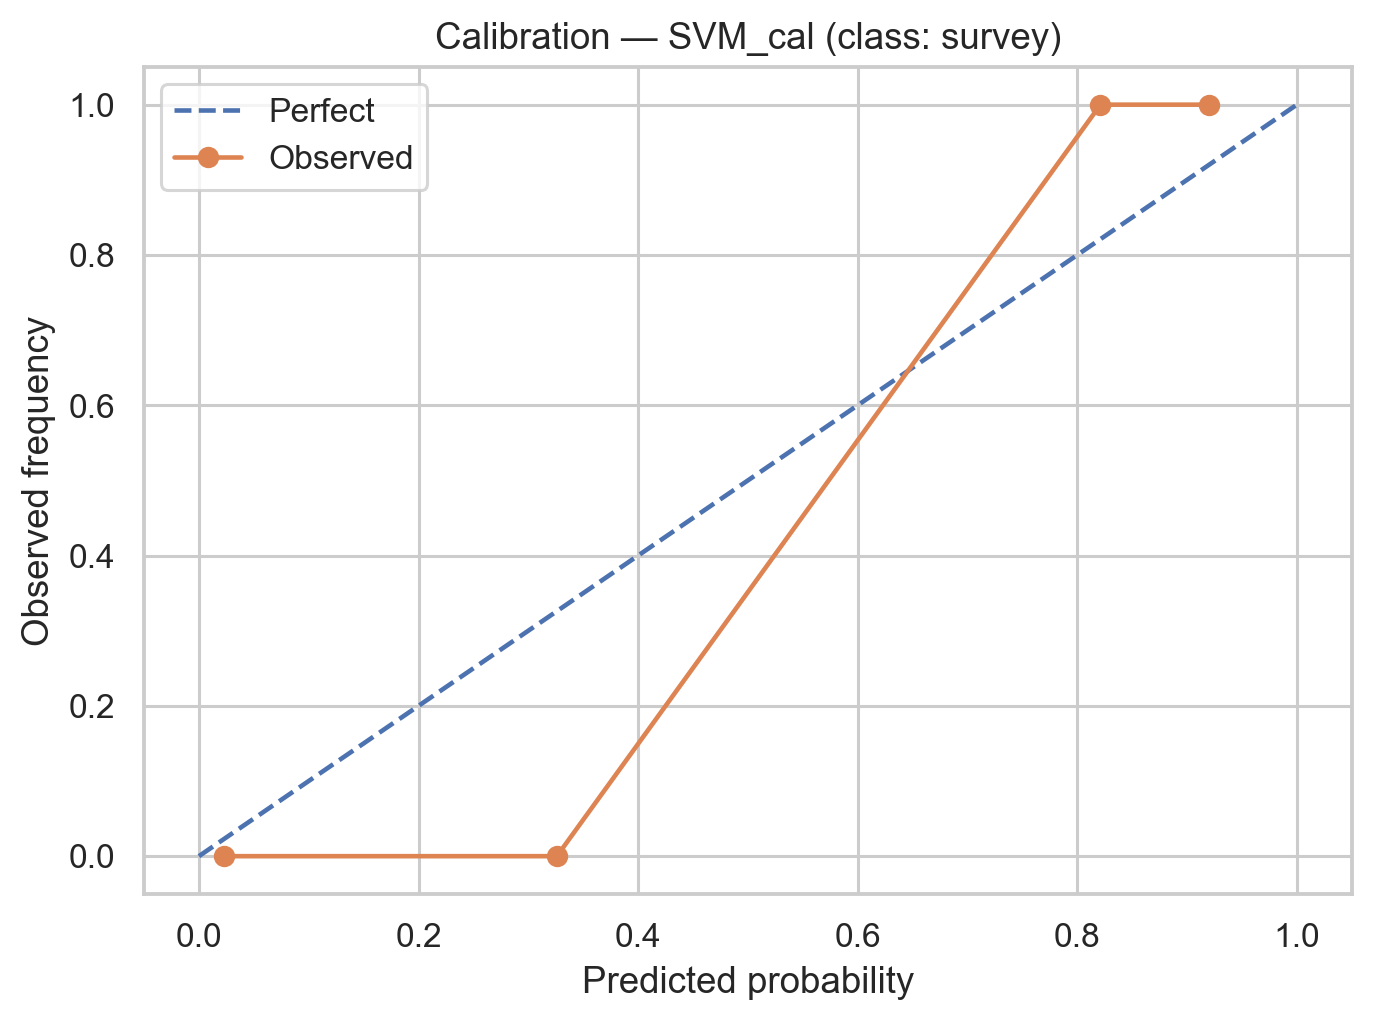 Calibration — SVM_cal (class: survey)
Perfect
Observed
1.0
0.8
0.6
0.4
0.2
0.0
Observed frequency
0.0 0.2 0.4 0.6 0.8 1.0
Predicted probability